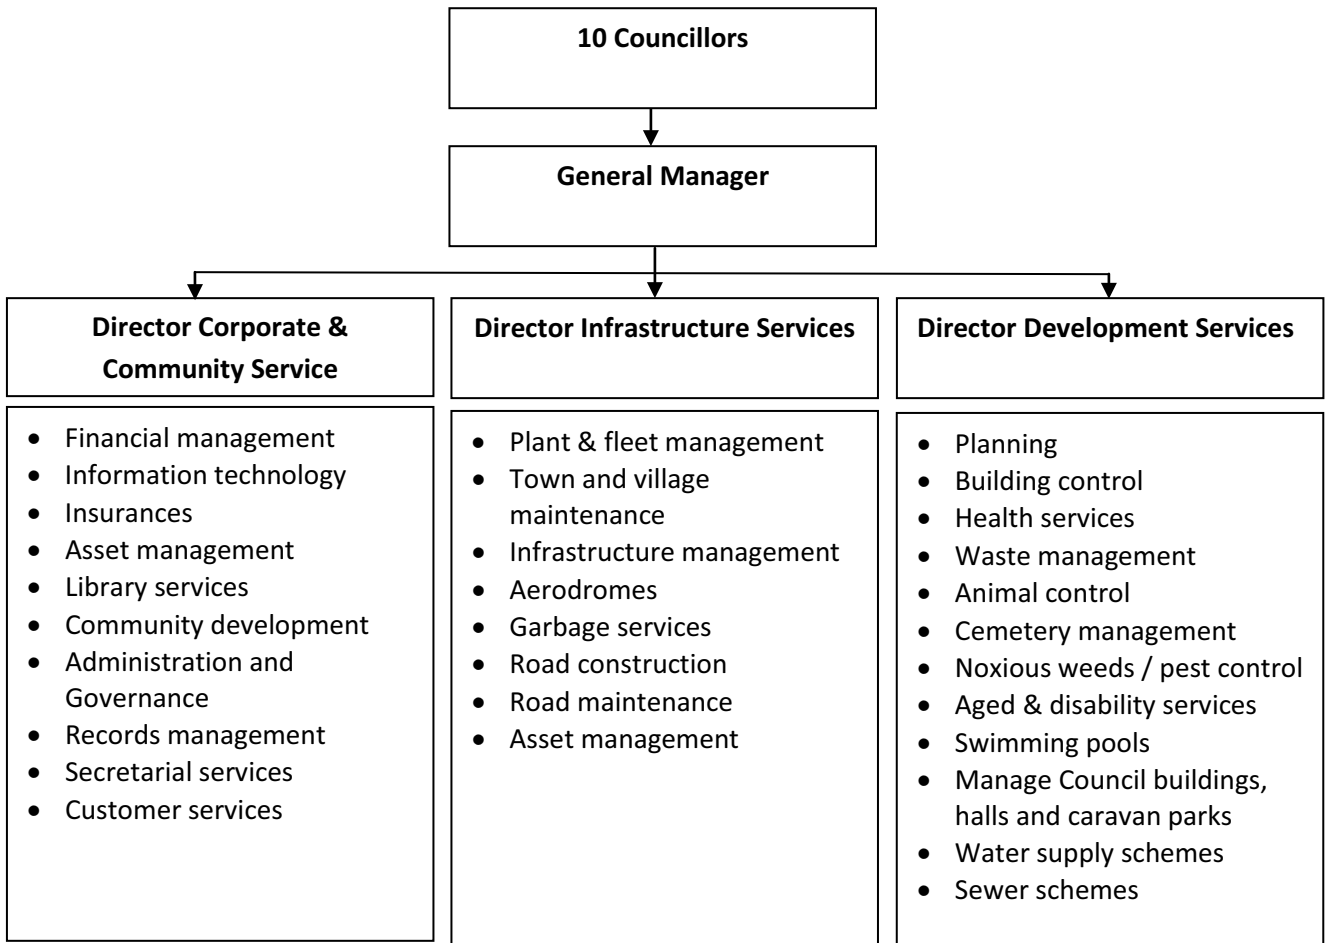 10 Councillors
General Manager
Director Corporate &
Community Service
• Financial management
• Information technology
• Insurances
• Asset management
• Library services
• Community development
• Administration and
Governance
• Records management
• Secretarial services
• Customer services
Director Infrastructure Services
• Plant & fleet management
• Town and village
maintenance
• Infrastructure management
• Aerodromes
• Garbage services
• Road construction
• Road maintenance
• Asset management
Director Development Services
• Planning
• Building control
• Health services
• Waste management
• Animal control
• Cemetery management
• Noxious weeds / pest control
• Aged & disability services
• Swimming pools
• Manage Council buildings,
halls and caravan parks
• Water supply schemes
• Sewer schemes